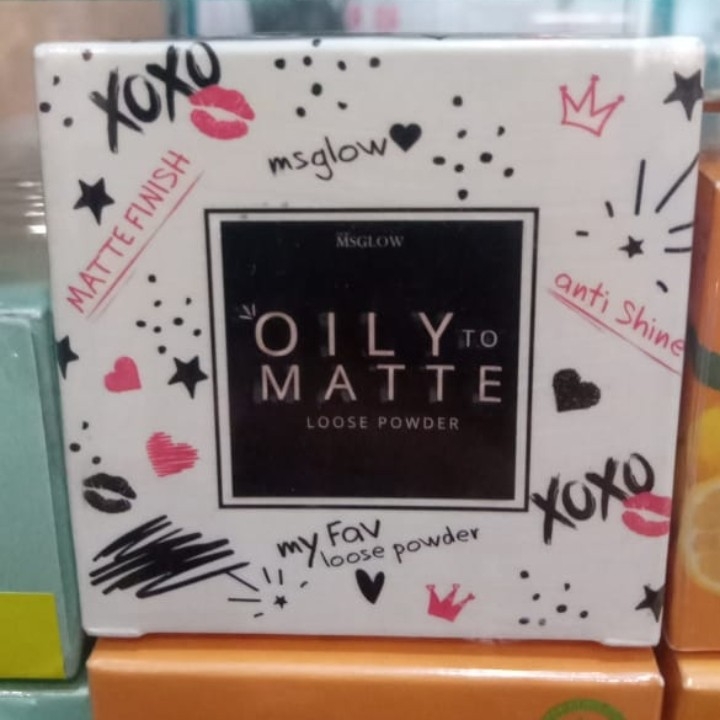 XOXO
msglow
MATTE FINISH
MSGLOW
OILY TO
MATTE
LOOSE POWDER
anti Shine
XOXO
my Fav
loose powder